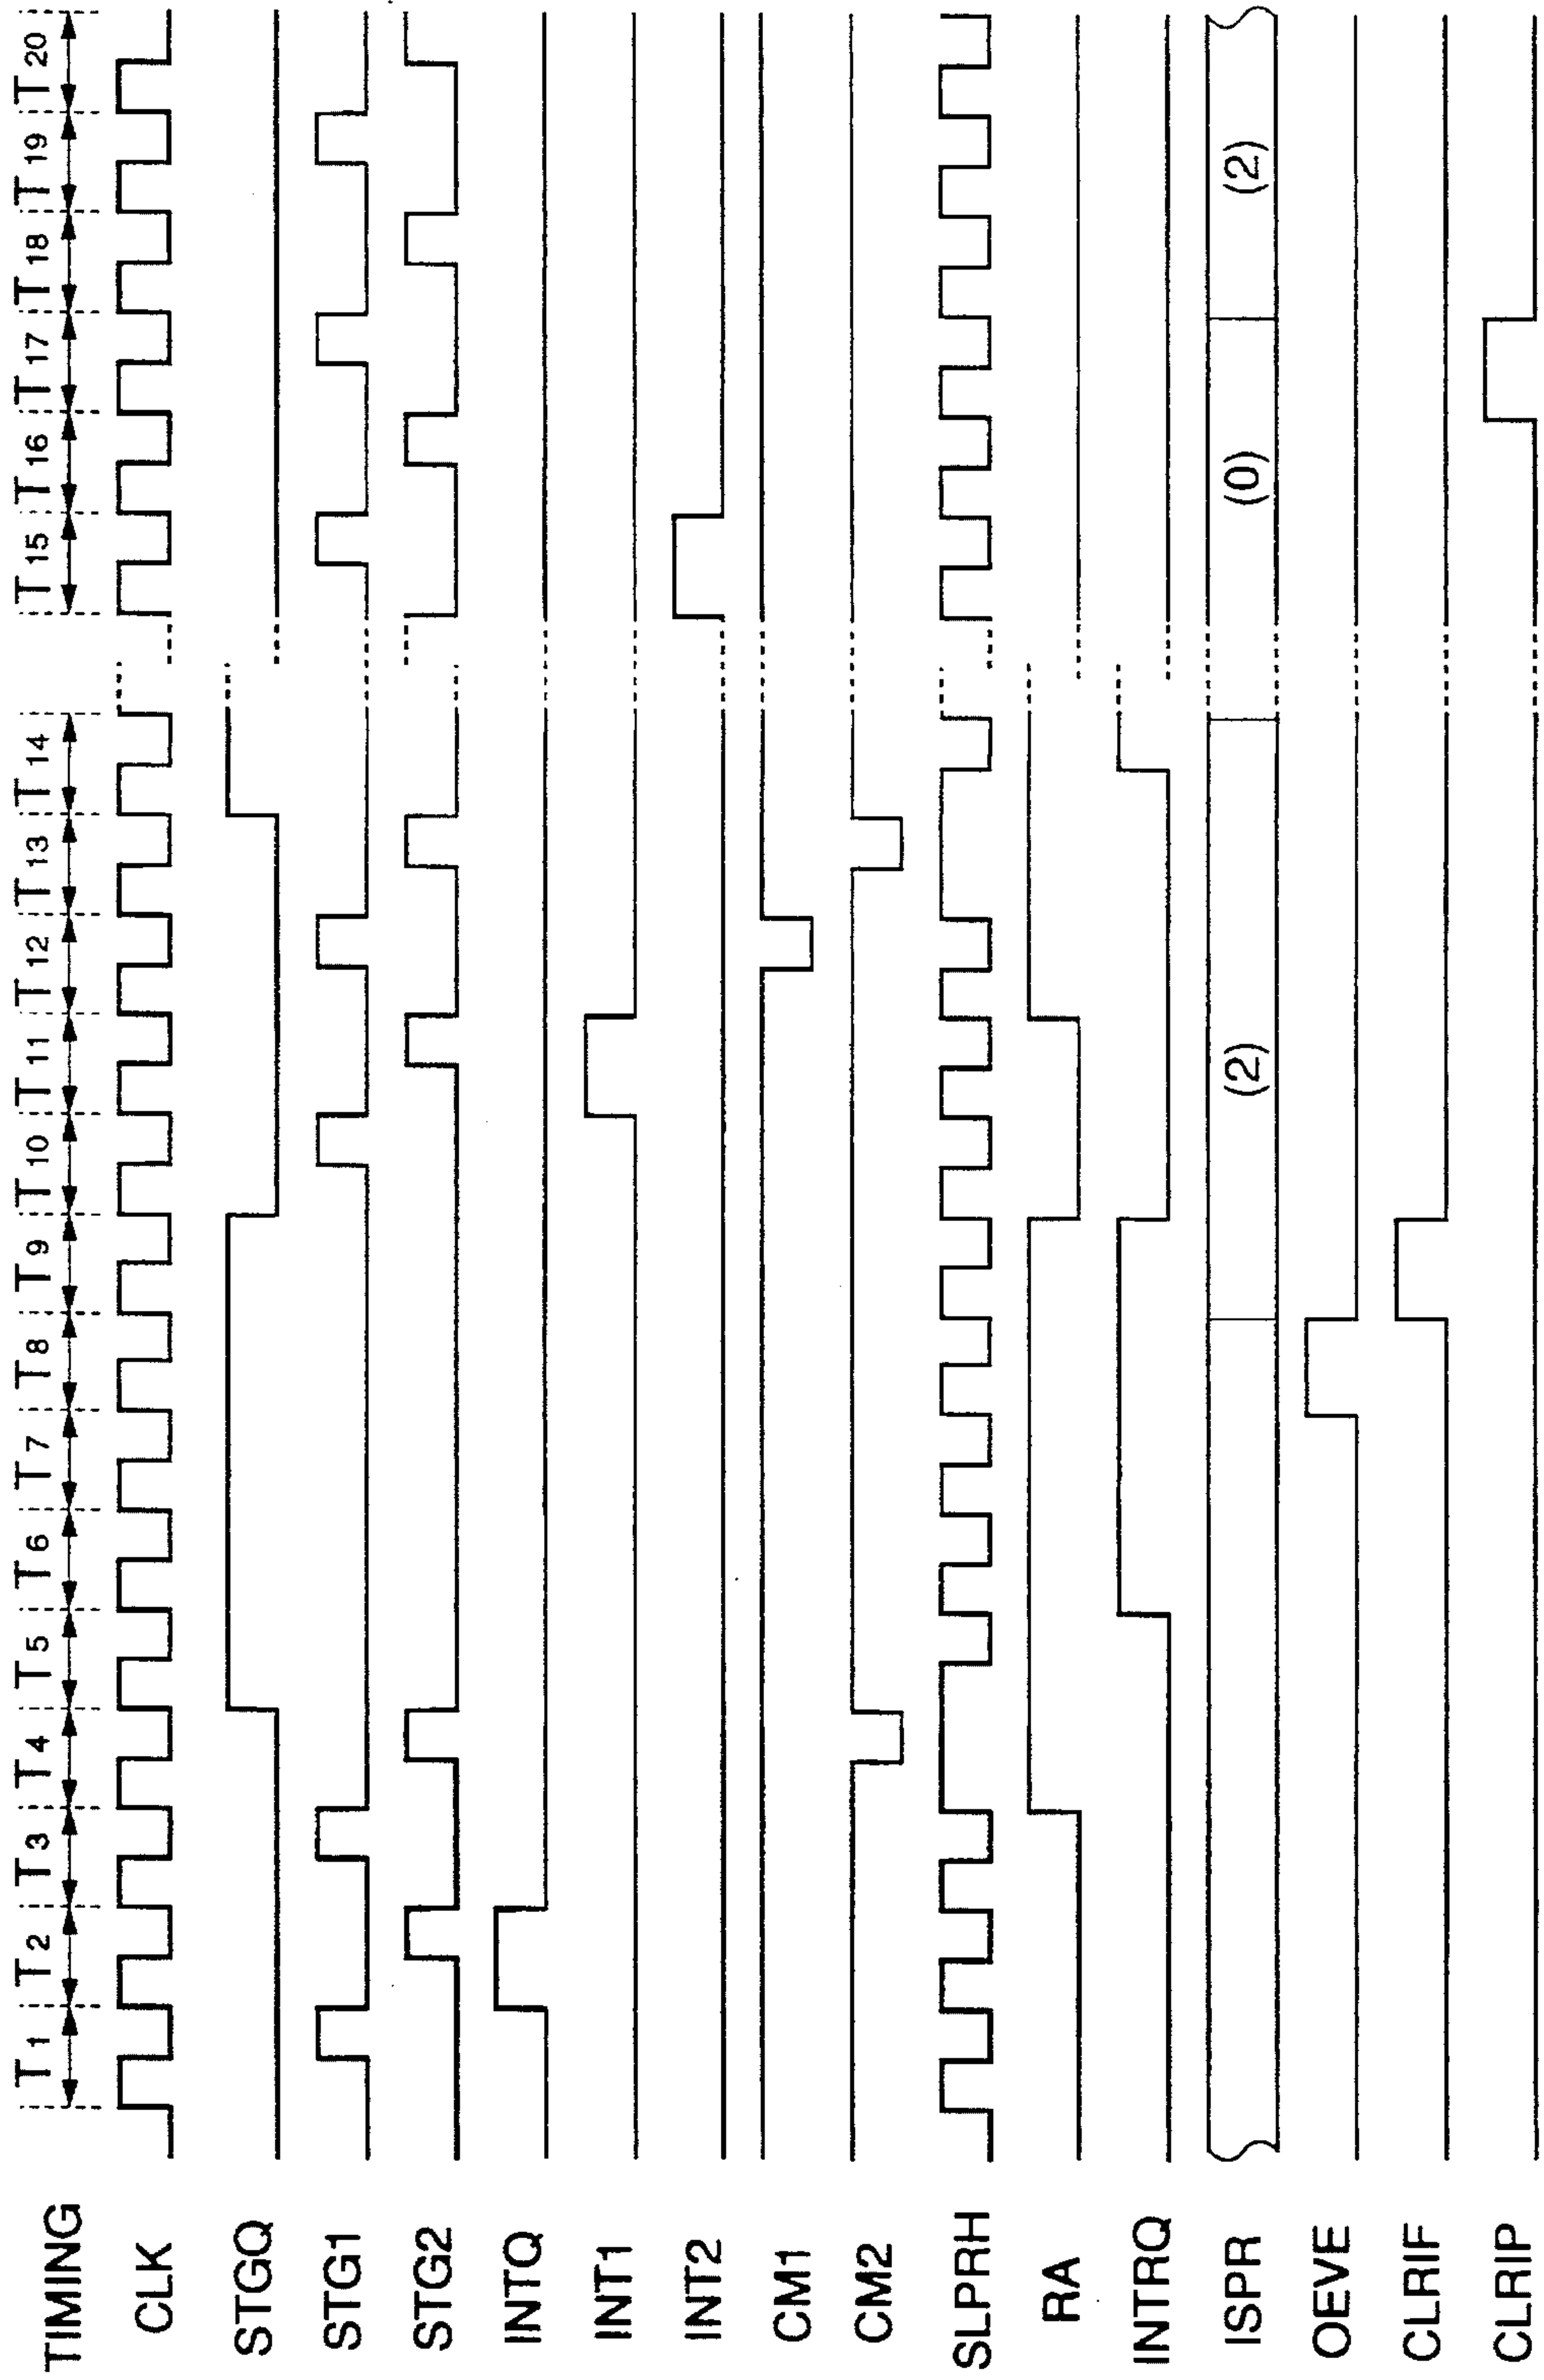 TIMING T1 T2 T3 T4 T5 T6 T7 T8 T9 T10 T11 T12 T13 T14 T15 T16 T17 T18 T19 T20
CLK
STGQ
STG1
STG2
INTQ
INT1
INT2
CM1
CM2
SLPRH
RA
INTRQ
ISPR (2) (0) (2)
OEVE
CLRIF
CLRIP